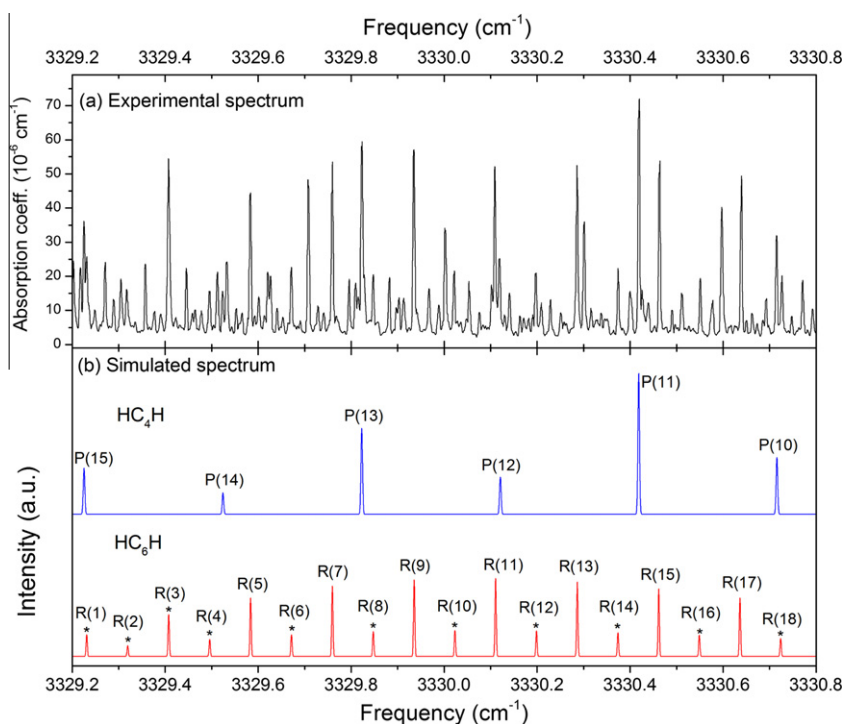 Frequency (cm-1)
3329.2 3329.4 3329.6 3329.8 3330.0 3330.2 3330.4 3330.6 3330.8
(a) Experimental spectrum
Absorption coeff. (10-6 cm-1)
70
60
50
40
30
20
10
0
(b) Simulated spectrum
HC4H
P(15) P(14) P(13) P(12) P(11) P(10)
Intensity (a.u.)
HC6H
R(1) R(2) R(3) R(4) R(5) R(6) R(7) R(8) R(9) R(10) R(11) R(12) R(13) R(14) R(15) R(16) R(17) R(18)
* * * * * * * * * *
3329.2 3329.4 3329.6 3329.8 3330.0 3330.2 3330.4 3330.6 3330.8
Frequency (cm-1)